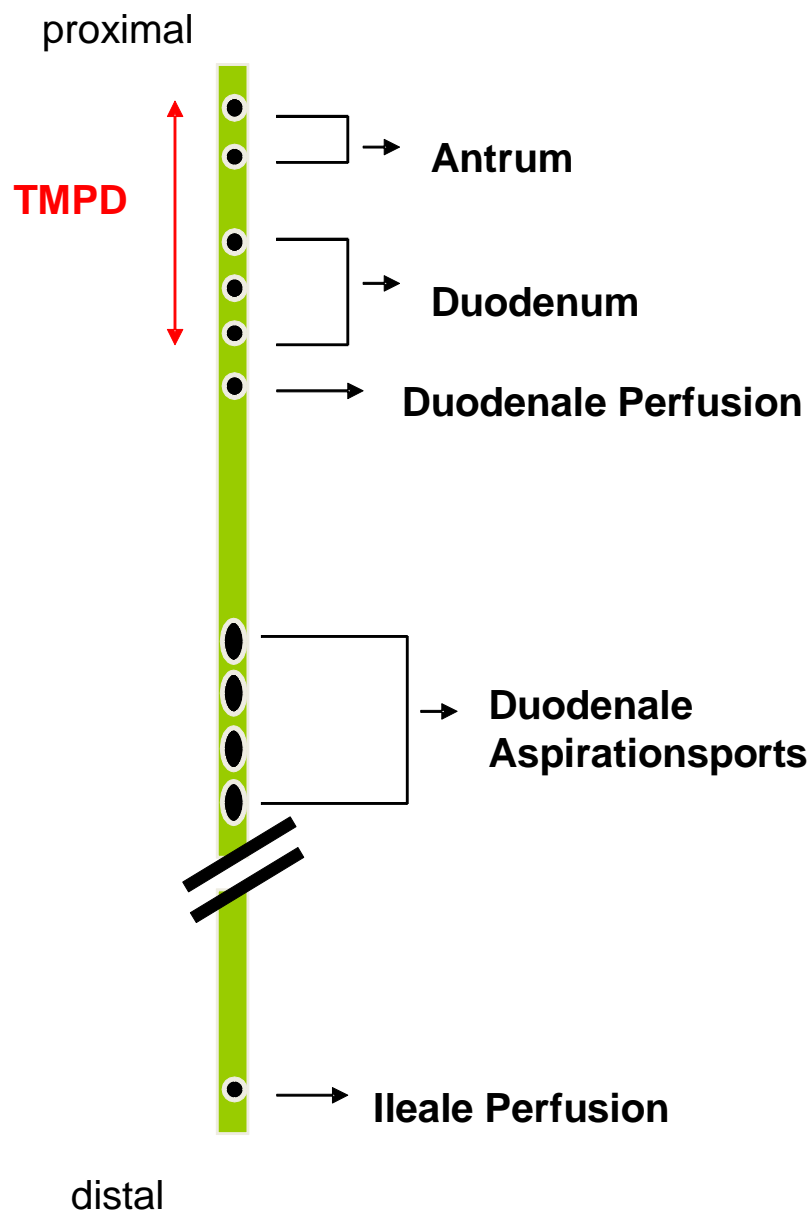 proximal
Antrum
TMPD
Duodenum
Duodenale Perfusion
Duodenale
Aspirationsports
Ileale Perfusion
distal